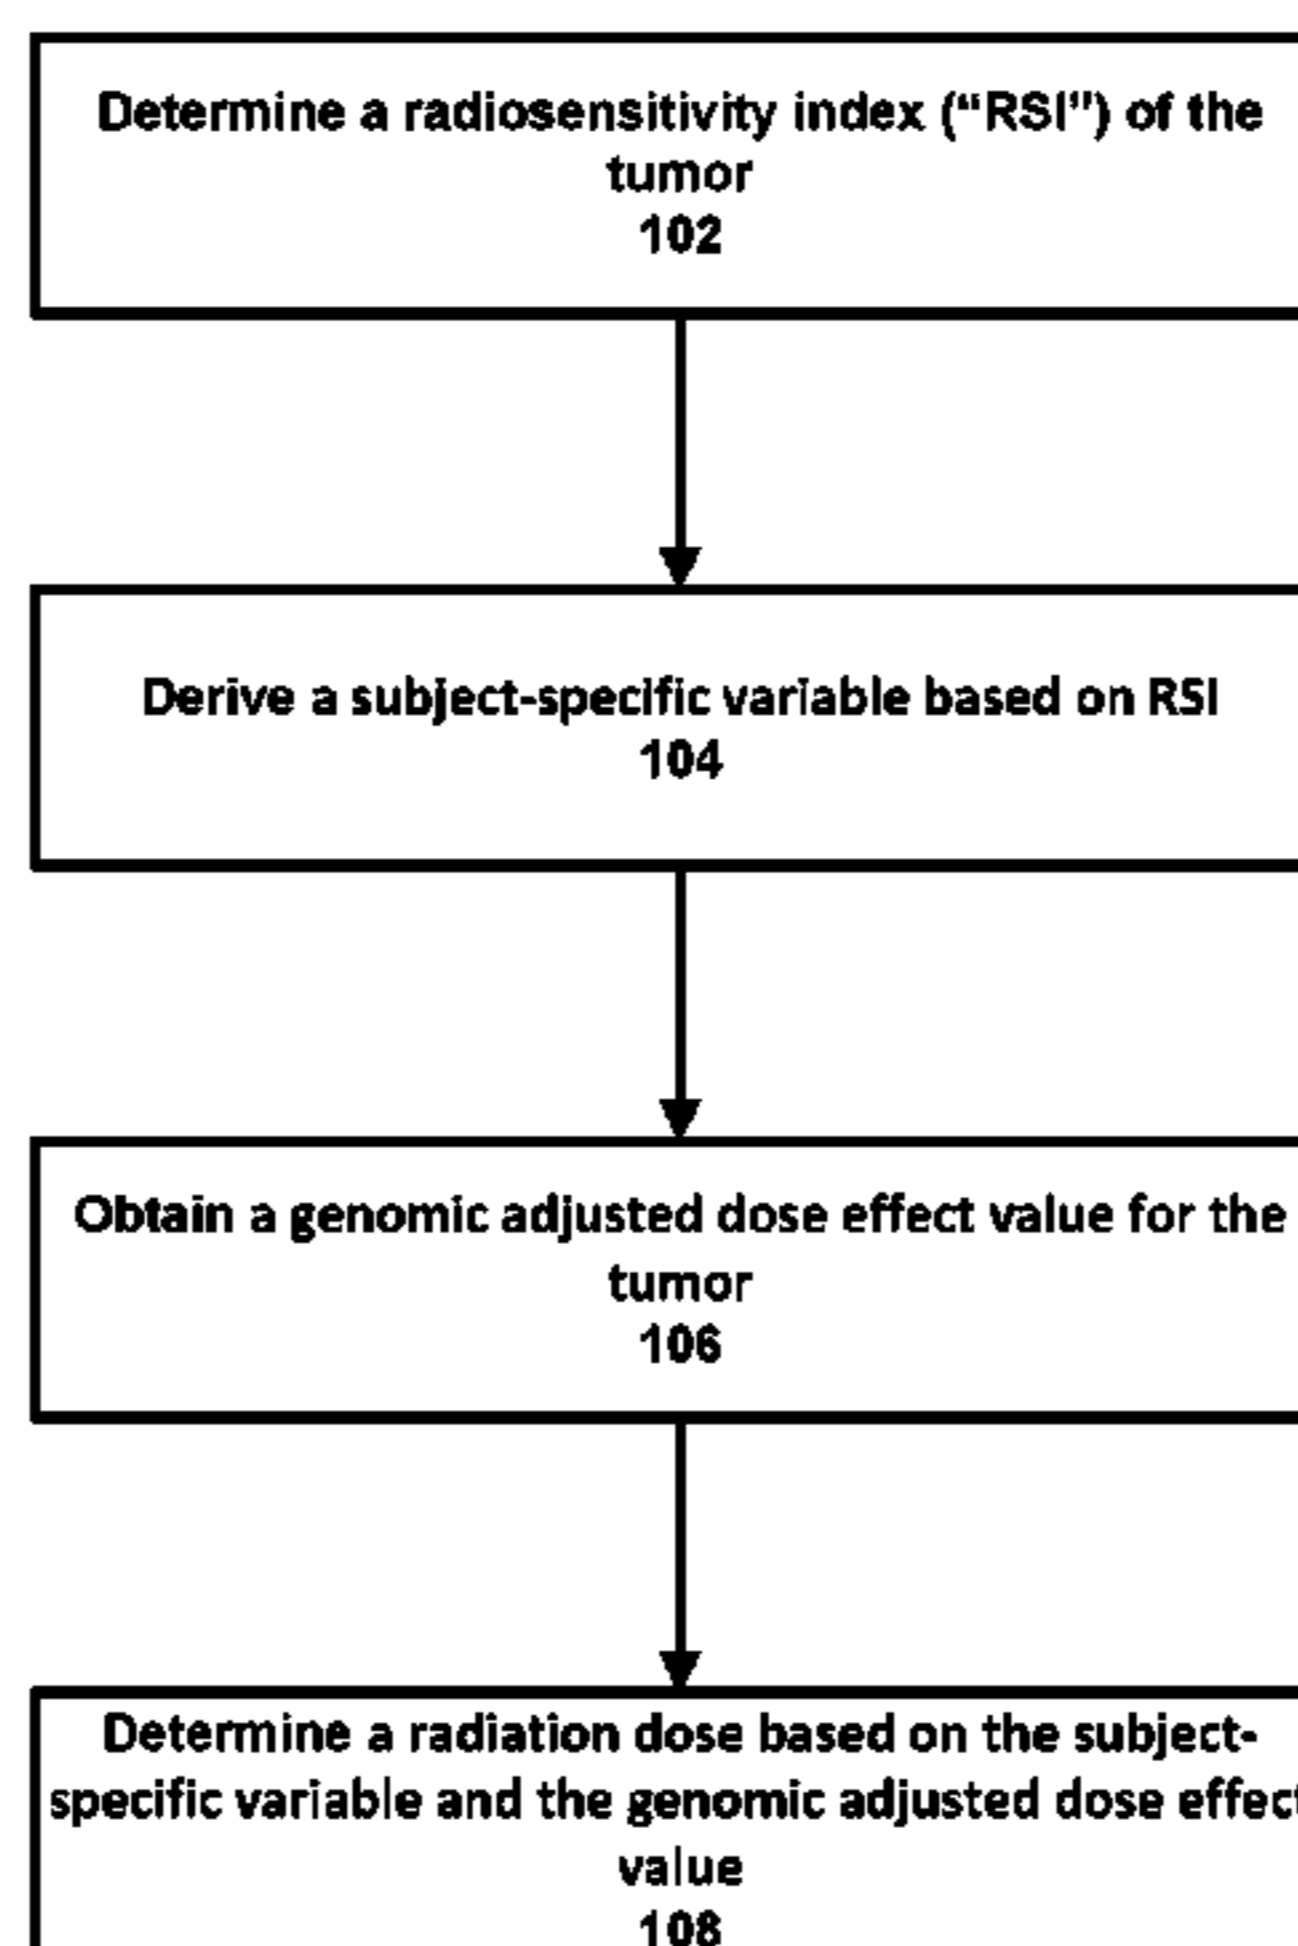 Determine a radiosensitivity index (“RSI”) of the
tumor
102
Derive a subject-specific variable based on RSI
104
Obtain a genomic adjusted dose effect value for the
tumor
106
Determine a radiation dose based on the subject-
specific variable and the genomic adjusted dose effect
value
108